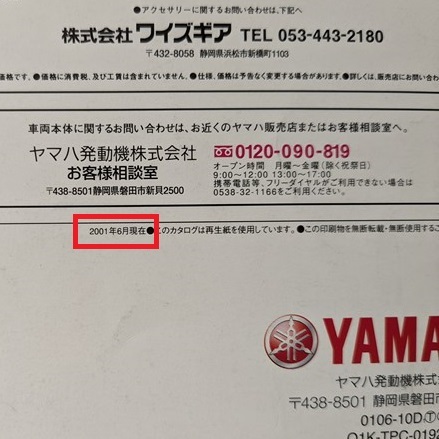 ●アクセサリーに関するお問い合わせは、下記へ
株式会社 ワイズギア TEL 053-443-2180
〒432-8058 静岡県浜松市新橋町1103
価格です。●価格に消費税、及び工賃は含まれていません。●仕様、価格は予告なく変更する場合があります。●詳しくは、販売店にお問い合わ
車両本体に関するお問い合わせは、お近くのヤマハ販売店またはお客様相談室へ。
ヤマハ発動機株式会社
お客様相談室
〒438-8501静岡県磐田市新貝2500
0120-090-819
オープン時間 月曜〜金曜(除く祝祭日)
9:00〜12:00 13:00〜17:00
携帯電話等、フリーダイヤルがご利用できない場合は
0538-32-1166をご利用ください。
2001年6月現在●このカタログは再生紙を使用しています。●この印刷物を無断転載・無断使用するこ
YAMA
ヤマハ発動機株式
〒438-8501 静岡県磐田
0106-10DⓉ
01K-TPC-019